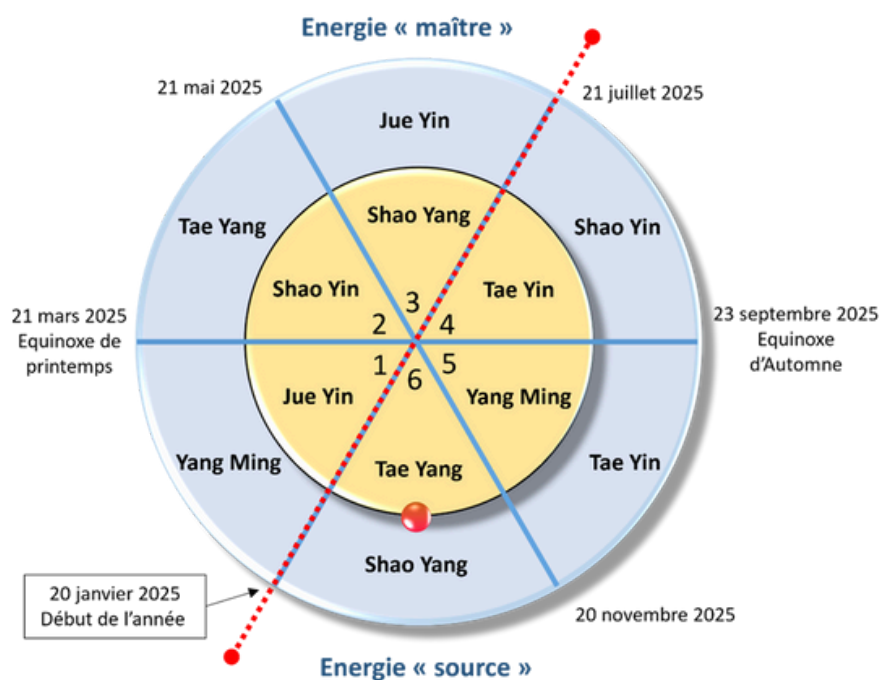 Energie « maître »
21 mai 2025
21 juillet 2025
Jue Yin
Tae Yang
Shao Yang
Shao Yin
Shao Yin
Tae Yin
3
2
4
21 mars 2025
Equinoxe de
printemps
23 septembre 2025
Equinoxe
d’Automne
1
5
6
Jue Yin
Yang Ming
Yang Ming
Tae Yang
Tae Yin
Shao Yang
20 janvier 2025
Début de l’année
20 novembre 2025
Energie « source »